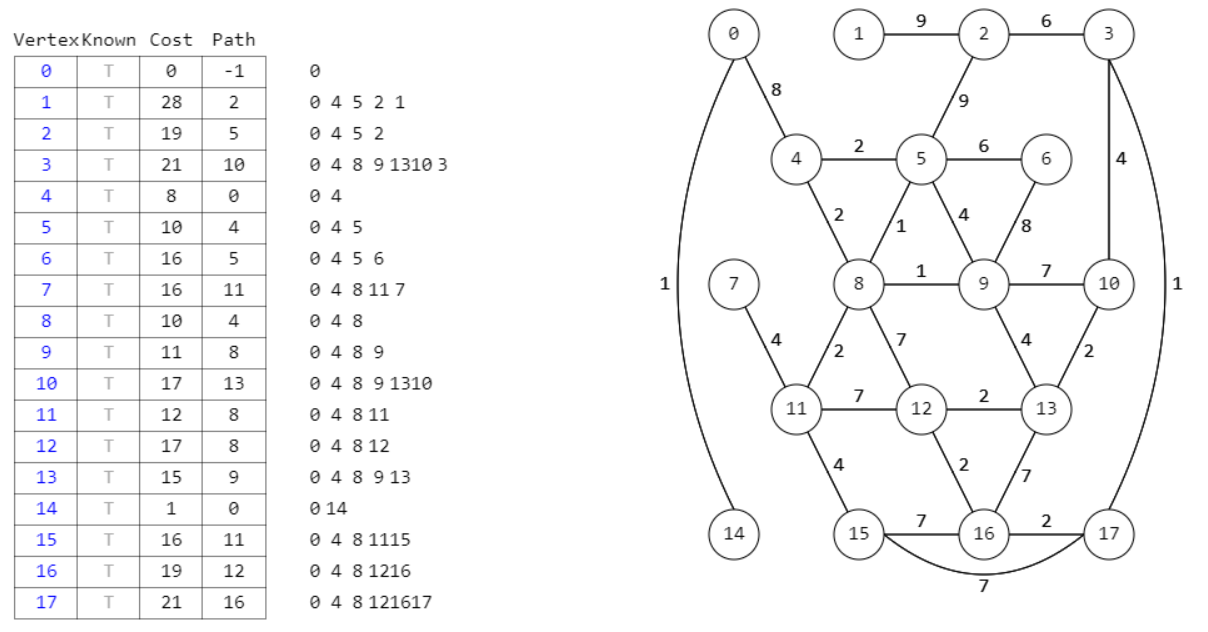 VertexKnown Cost Path
0 T 0 -1 0
1 T 28 2 0 4 5 2 1
2 T 19 5 0 4 5 2
3 T 21 10 0 4 8 9 1310 3
4 T 8 0 0 4
5 T 10 4 0 4 5
6 T 16 5 0 4 5 6
7 T 16 11 0 4 8 11 7
8 T 10 4 0 4 8
9 T 11 8 0 4 8 9
10 T 17 13 0 4 8 9 1310
11 T 12 8 0 4 8 11
12 T 17 8 0 4 8 12
13 T 15 9 0 4 8 9 13
14 T 1 0 0 14
15 T 16 11 0 4 8 1115
16 T 19 12 0 4 8 1216
17 T 21 16 0 4 8 121617
0 1 9 2 6 3
8 9
4 2 5 6 6 4
2 1 4 8
1 7 8 1 9 7 10 1
4 2 7 4 2
11 7 12 2 13
4 2 7
14 15 7 16 2 17
7